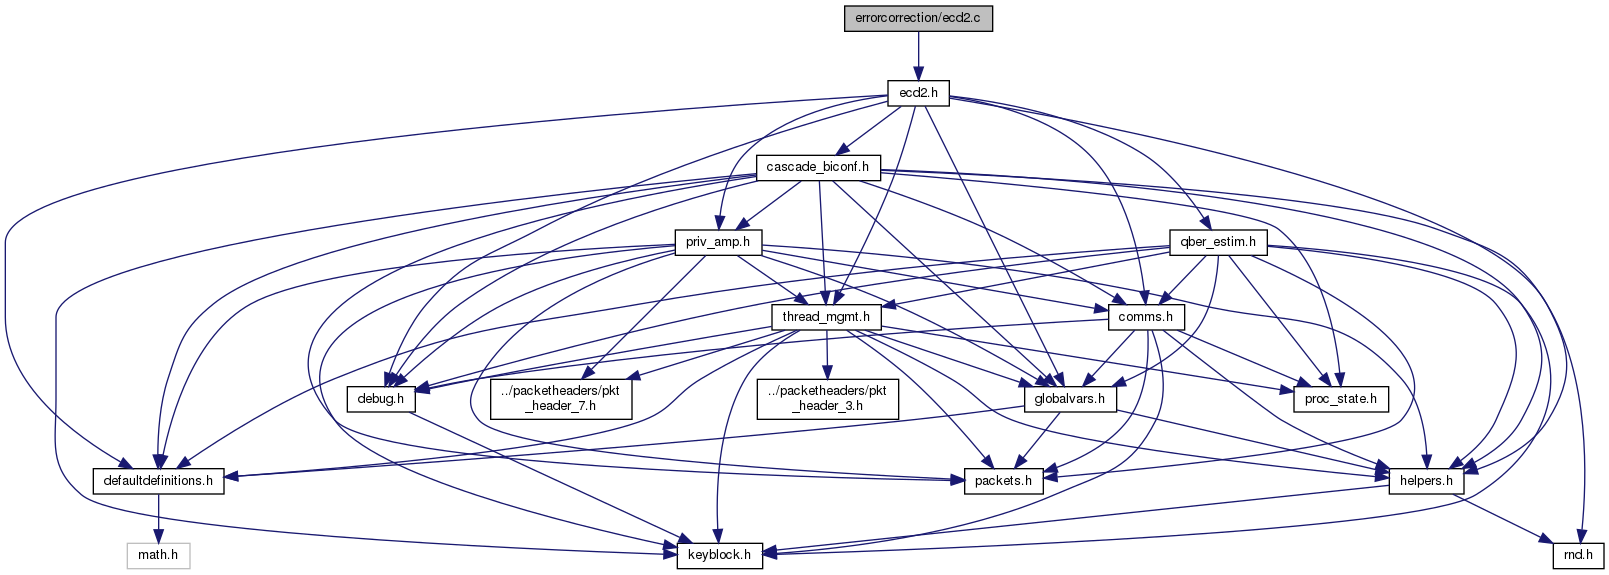 errorcorrection/ecd2.c
ecd2.h
cascade_biconf.h
priv_amp.h
qber_estim.h
thread_mgmt.h
comms.h
debug.h
../packetheaders/pkt
_header_7.h
../packetheaders/pkt
_header_3.h
globalvars.h
proc_state.h
defaultdefinitions.h
packets.h
helpers.h
math.h
keyblock.h
rnd.h